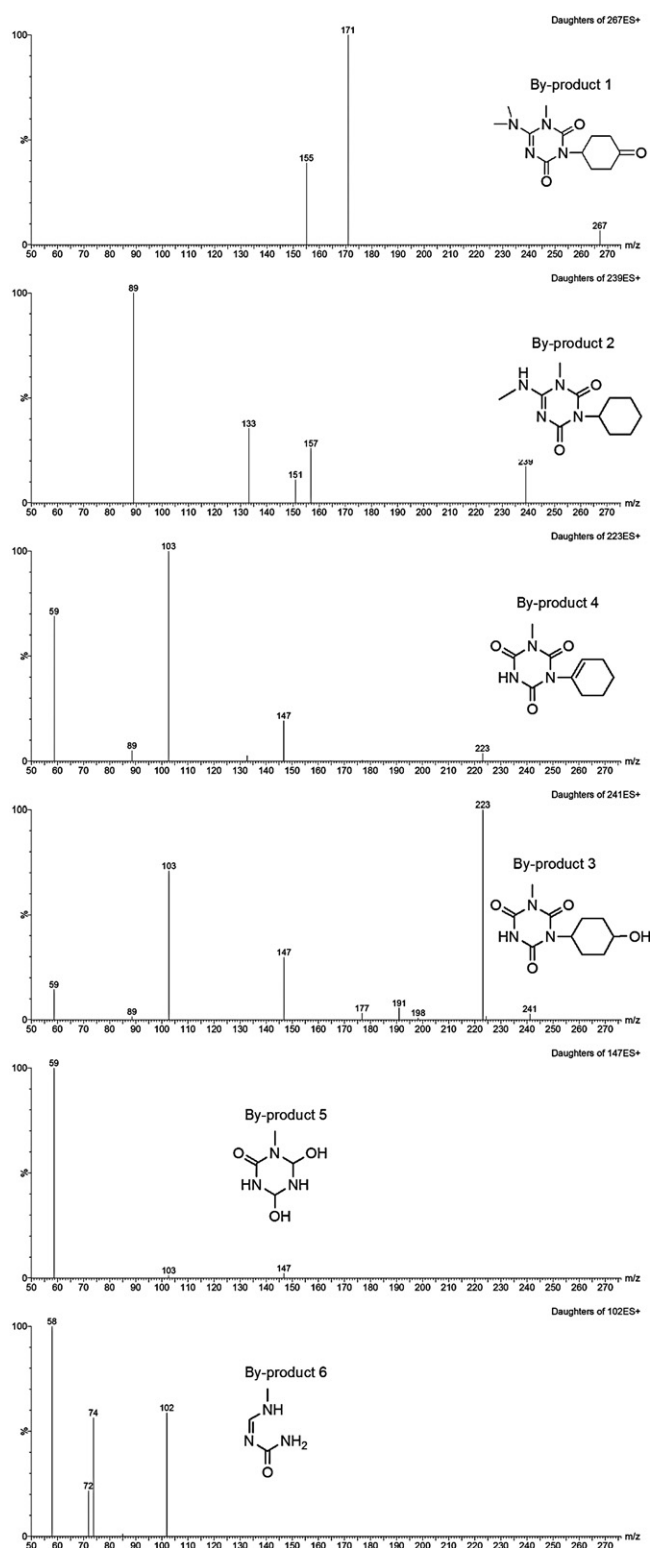 Daughters of 267ES+
100
171
By-product 1
N
N
O
N
N
O
O
155
%
267
0
50 60 70 80 90 100 110 120 130 140 150 160 170 180 190 200 210 220 230 240 250 260 270 m/z
Daughters of 239ES+
100
89
By-product 2
H
N
N
O
N
N
O
%
133
157
151
239
0
50 60 70 80 90 100 110 120 130 140 150 160 170 180 190 200 210 220 230 240 250 260 270 m/z
Daughters of 223ES+
100
103
By-product 4
59
O
N
O
HN
N
O
%
147
89
223
0
50 60 70 80 90 100 110 120 130 140 150 160 170 180 190 200 210 220 230 240 250 260 270 m/z
Daughters of 241ES+
100
223
By-product 3
103
O
N
O
HN
N
OH
O
%
147
59
89
177
191
198
241
0
50 60 70 80 90 100 110 120 130 140 150 160 170 180 190 200 210 220 230 240 250 260 270 m/z
Daughters of 147ES+
100
59
By-product 5
O
N
OH
HN
NH
OH
%
103
147
0
50 60 70 80 90 100 110 120 130 140 150 160 170 180 190 200 210 220 230 240 250 260 270 m/z
Daughters of 102ES+
100
58
By-product 6
NH
N
NH2
O
74
102
%
72
0
50 60 70 80 90 100 110 120 130 140 150 160 170 180 190 200 210 220 230 240 250 260 270 m/z